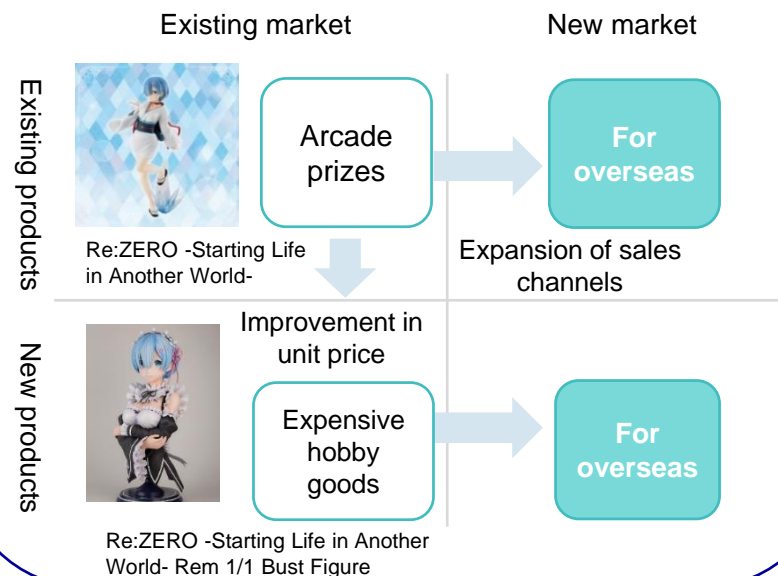 Existing market
New market
Existing products
Arcade
prizes
For
overseas
Re:ZERO -Starting Life
in Another World-
Expansion of sales
channels
New products
Improvement in
unit price
Expensive
hobby
goods
For
overseas
Re:ZERO -Starting Life in Another
World- Rem 1/1 Bust Figure